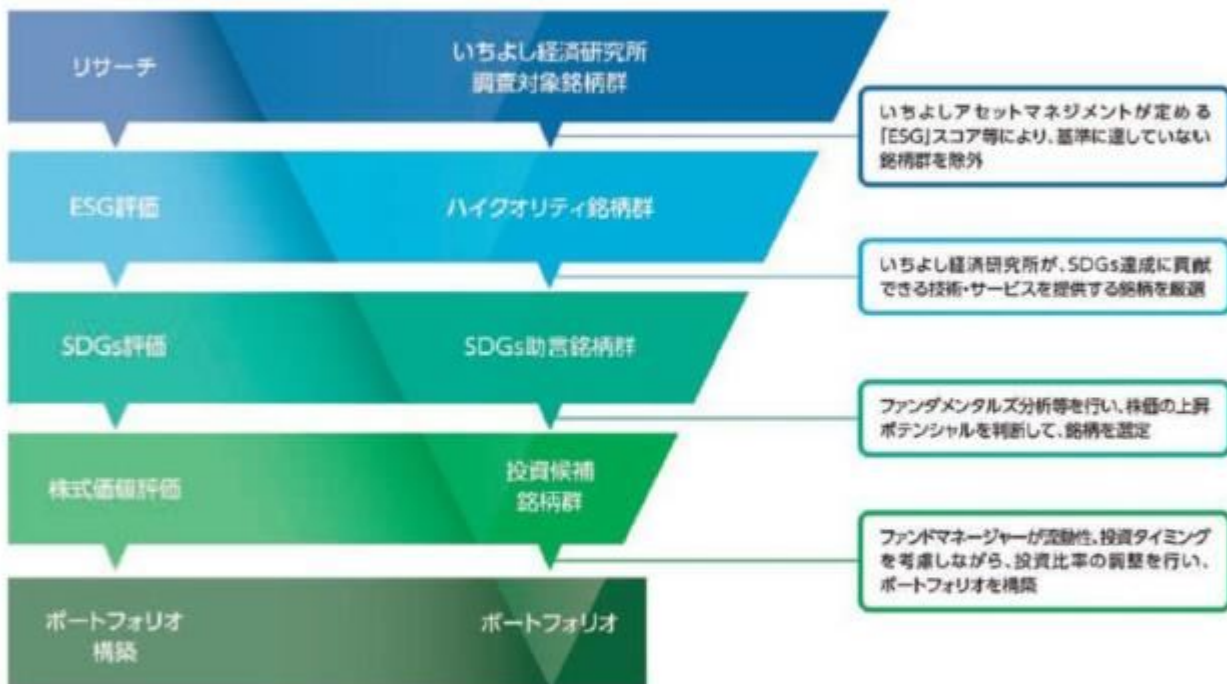 リサーチ
いちよし経済研究所
調査対象銘柄群
いちよしアセットマネジメントが定める
「ESG」スコア等により、基準に達していない
銘柄群を除外
ESG評価
ハイクオリティ銘柄群
いちよし経済研究所が、SDGs達成に貢献
できる技術・サービスを提供する銘柄を厳選
SDGs評価
SDGs助言銘柄群
ファンダメンタルズ分析等を行い、株価の上昇
ポテンシャルを判断して、銘柄を選定
株式価値評価
投資候補
銘柄群
ファンドマネージャーが流動性、投資タイミング
を考慮しながら、投資比率の調整を行い、
ポートフォリオを構築
ポートフォリオ
構築
ポートフォリオ